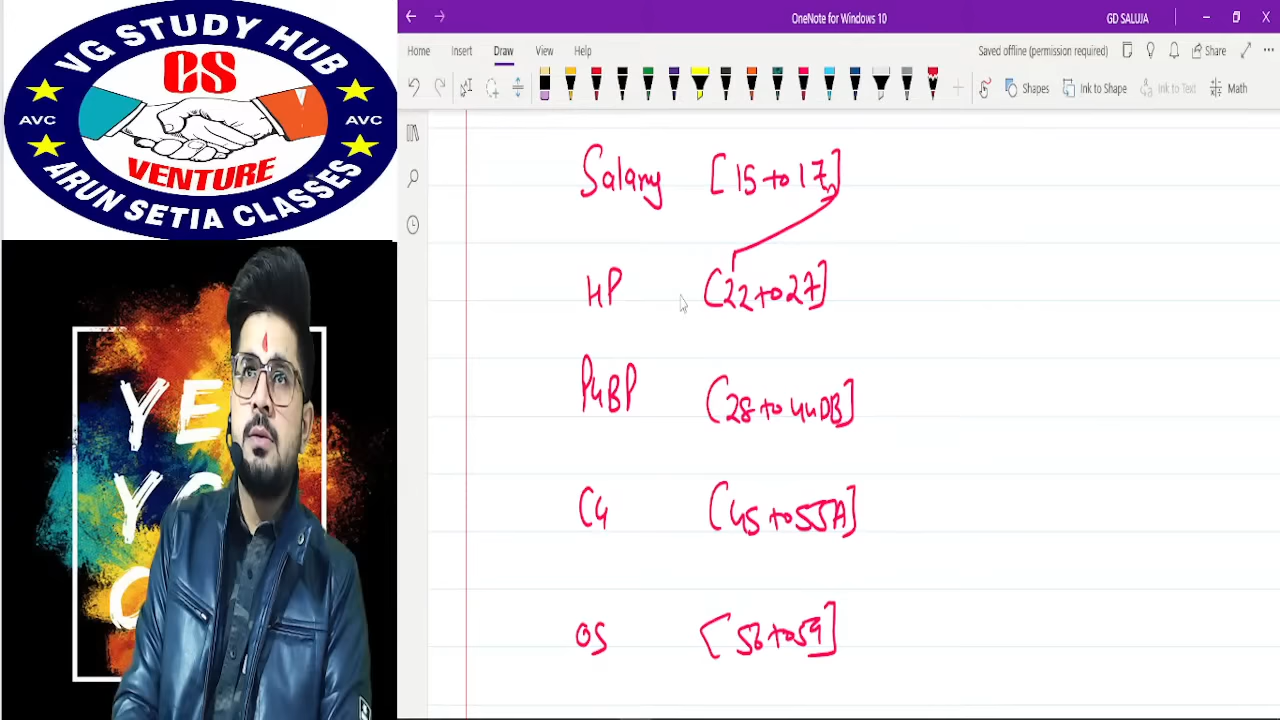 VG STUDY HUB
CS
AVC
AVC
VENTURE
ARUN SETIA CLASSES
YE
YO
OneNote for Windows 10
GD SALUJA
Home Insert Draw View Help
Saved offline (permission required)
Share
Shapes
Ink to Shape
Ink to Text
Math
Salary [15 to 17]
HP [22 to 27]
PGBP [28 to 44DB]
CG [45 to 55A]
OS [56 to 59]